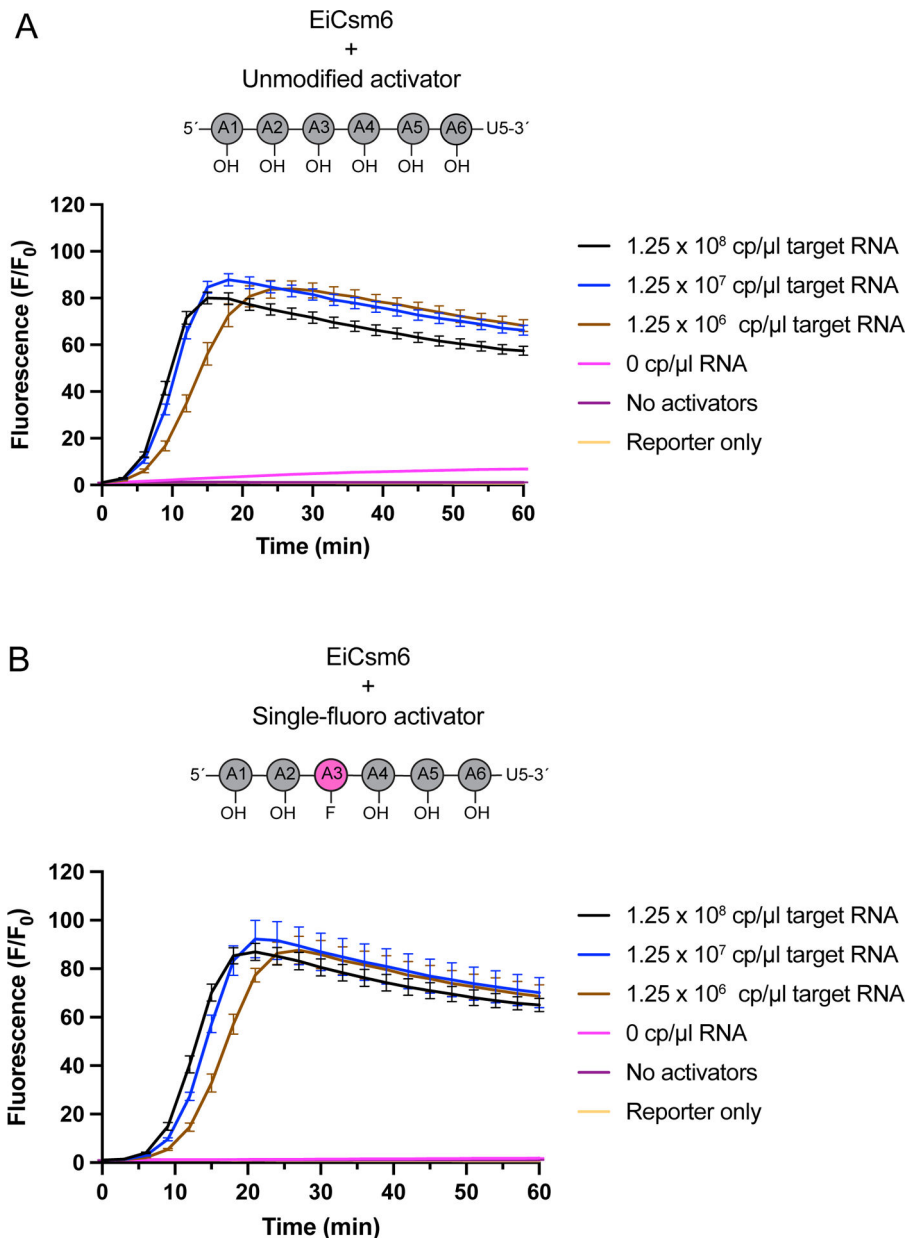 A
EiCsm6
+
Unmodified activator
5´ A1 A2 A3 A4 A5 A6 U5-3´
OH OH OH OH OH OH
Fluorescence (F/F₀)
120
100
80
60
40
20
0
0 10 20 30 40 50 60
Time (min)
1.25 x 10⁸ cp/µl target RNA
1.25 x 10⁷ cp/µl target RNA
1.25 x 10⁶ cp/µl target RNA
0 cp/µl RNA
No activators
Reporter only
B
EiCsm6
+
Single-fluoro activator
5´ A1 A2 A3 A4 A5 A6 U5-3´
OH OH F OH OH OH
Fluorescence (F/F₀)
120
100
80
60
40
20
0
0 10 20 30 40 50 60
Time (min)
1.25 x 10⁸ cp/µl target RNA
1.25 x 10⁷ cp/µl target RNA
1.25 x 10⁶ cp/µl target RNA
0 cp/µl RNA
No activators
Reporter only